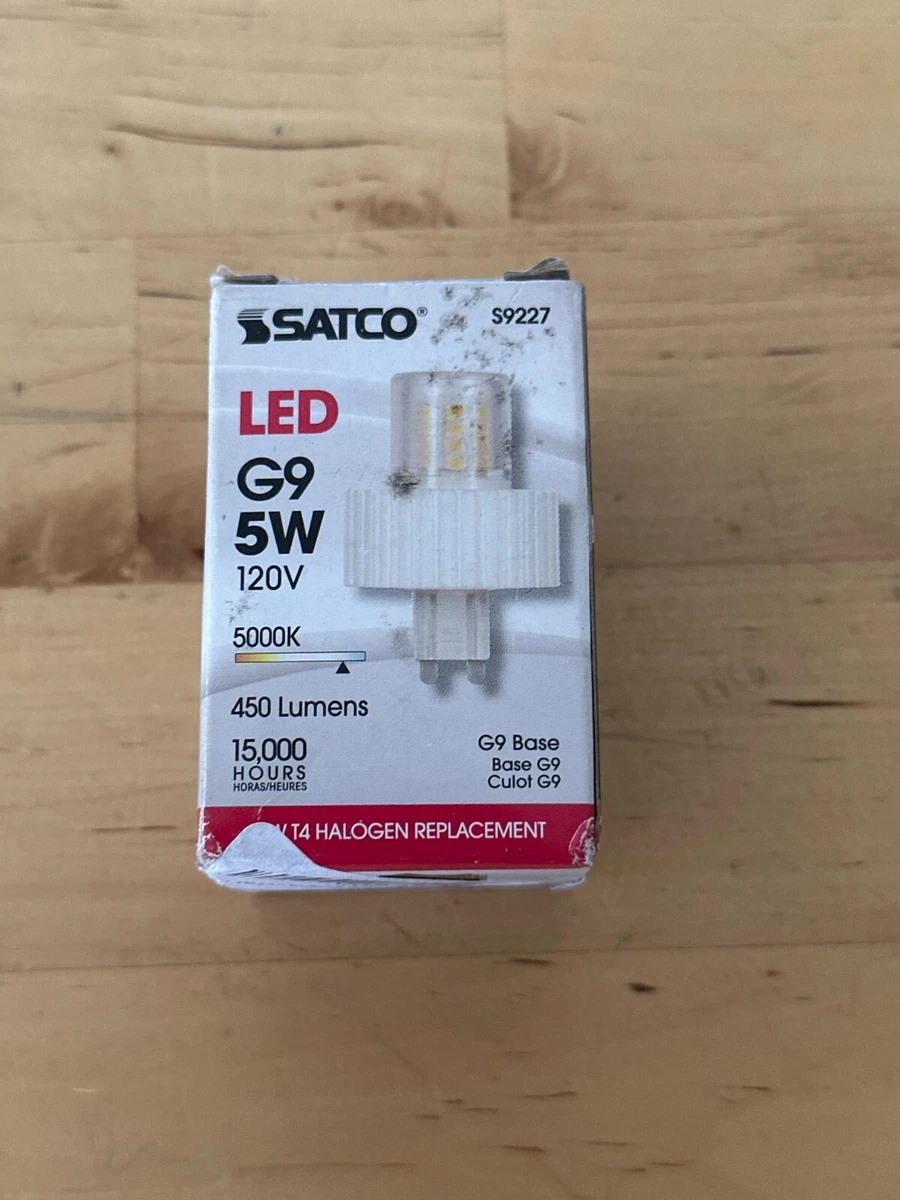 SATCO® S9227
LED
G9
5W
120V
5000K
450 Lumens
15,000
HOURS
HORAS/HEURES
G9 Base
Base G9
Culot G9
T4 HALOGEN REPLACEMENT